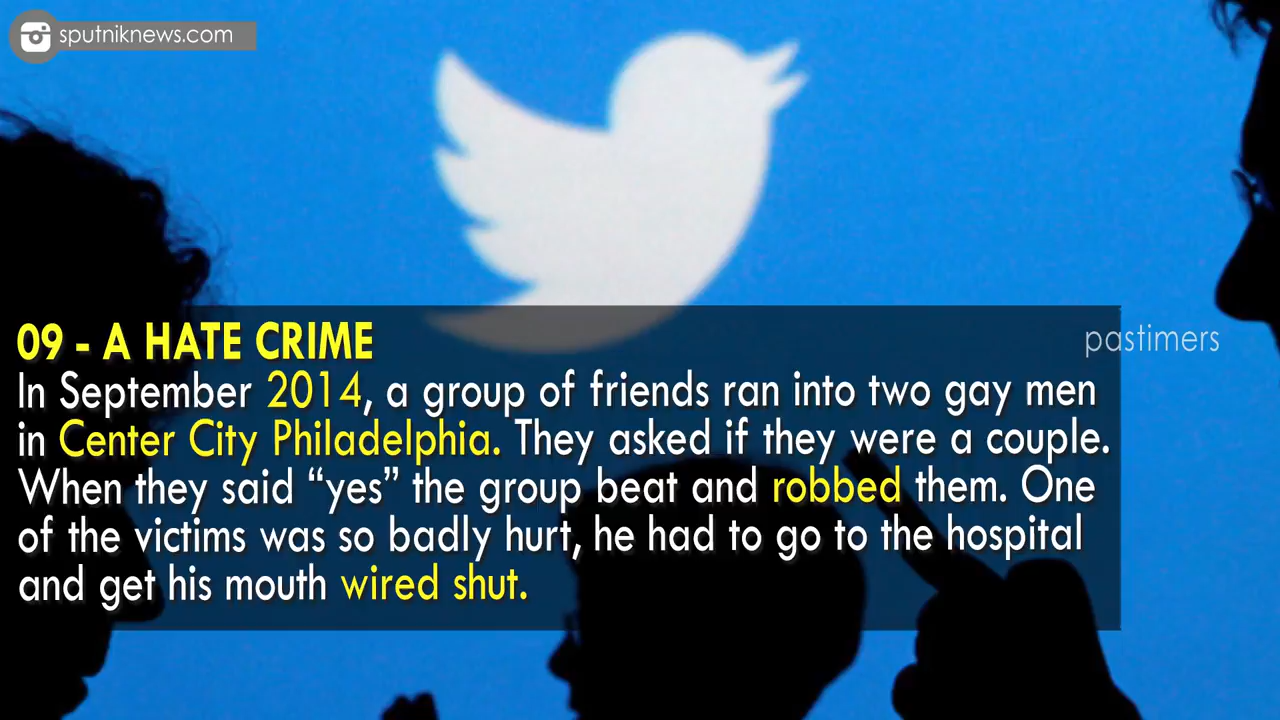 sputniknews.com
09 - A HATE CRIME
pastimers
In September 2014, a group of friends ran into two gay men
in Center City Philadelphia. They asked if they were a couple.
When they said “yes” the group beat and robbed them. One
of the victims was so badly hurt, he had to go to the hospital
and get his mouth wired shut.